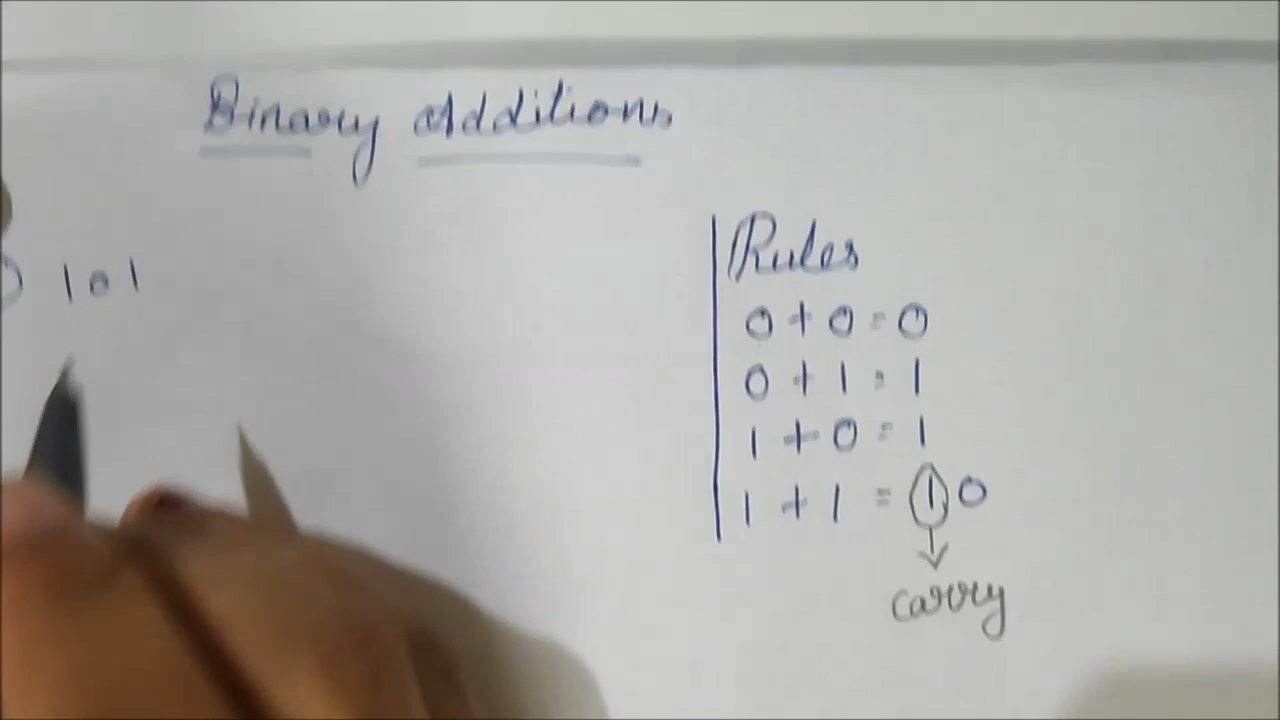 Binary Additions
) 101
Rules
0 + 0 = 0
0 + 1 = 1
1 + 0 = 1
1 + 1 = 10
carry